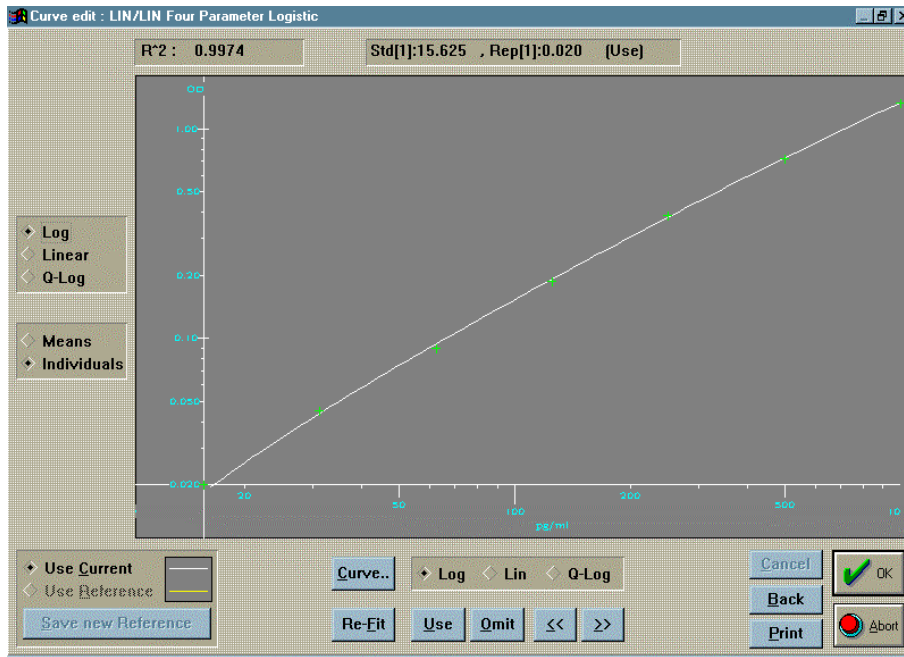 Curve edit : LIN/LIN Four Parameter Logistic
R^2 : 0.9974
Std[1]:15.625 , Rep[1]:0.020 (Use)
OD
1.00
0.50
0.20
0.10
0.050
0.020
20
50
100
200
500
10
pg/ml
Log
Linear
Q-Log
Means
Individuals
Use Current
Use Reference
Save new Reference
Curve..
Log Lin Q-Log
Re-Fit Use Omit << >>
Cancel
Back
Print
OK
Abort